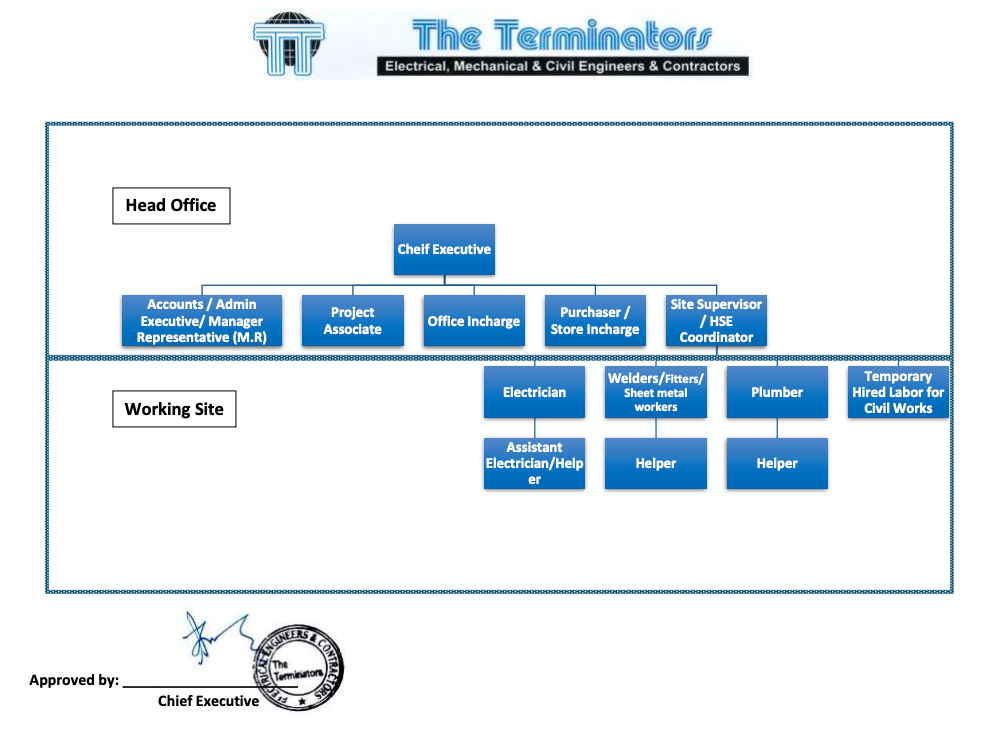 The Terminators
Electrical, Mechanical & Civil Engineers & Contractors
Head Office
Cheif Executive
Accounts / Admin
Executive/ Manager
Representative (M.R)
Project
Associate
Office Incharge
Purchaser /
Store Incharge
Site Supervisor
/ HSE
Coordinator
Working Site
Electrician
Welders/Fitters/
Sheet metal
workers
Plumber
Temporary
Hired Labor for
Civil Works
Assistant
Electrician/Help
er
Helper
Helper
ELECTRICAL ENGINEERS & CONTRACTORS
The
Terminators
Approved by: ____________________
Chief Executive